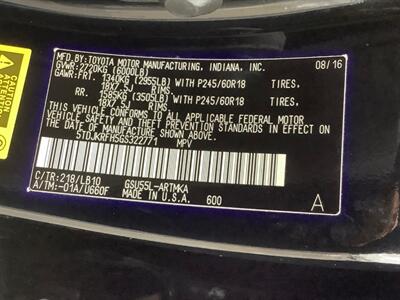 MFD.BY:TOYOTA MOTOR MANUFACTURING, INDIANA, INC. 08/16
GVWR:2720KG (6000LB)
GAWR:FRT. 1340KG (2955LB) WITH P245/60R18 TIRES,
18X7.5J RIMS
RR. 1585KG (3505LB) WITH P245/60R18 TIRES,
18X7.5J RIMS
THIS VEHICLE CONFORMS TO ALL APPLICABLE FEDERAL MOTOR
VEHICLE SAFETY AND THEFT PREVENTION STANDARDS IN EFFECT
ON THE DATE OF MANUFACTURE SHOWN ABOVE.
5TDJKRFH5GS322771 MPV
C/TR:218/LB10 GSU55L-ARTMKA
A/TM:-01A/U660F MADE IN U.S.A. 600 A
CAUTION